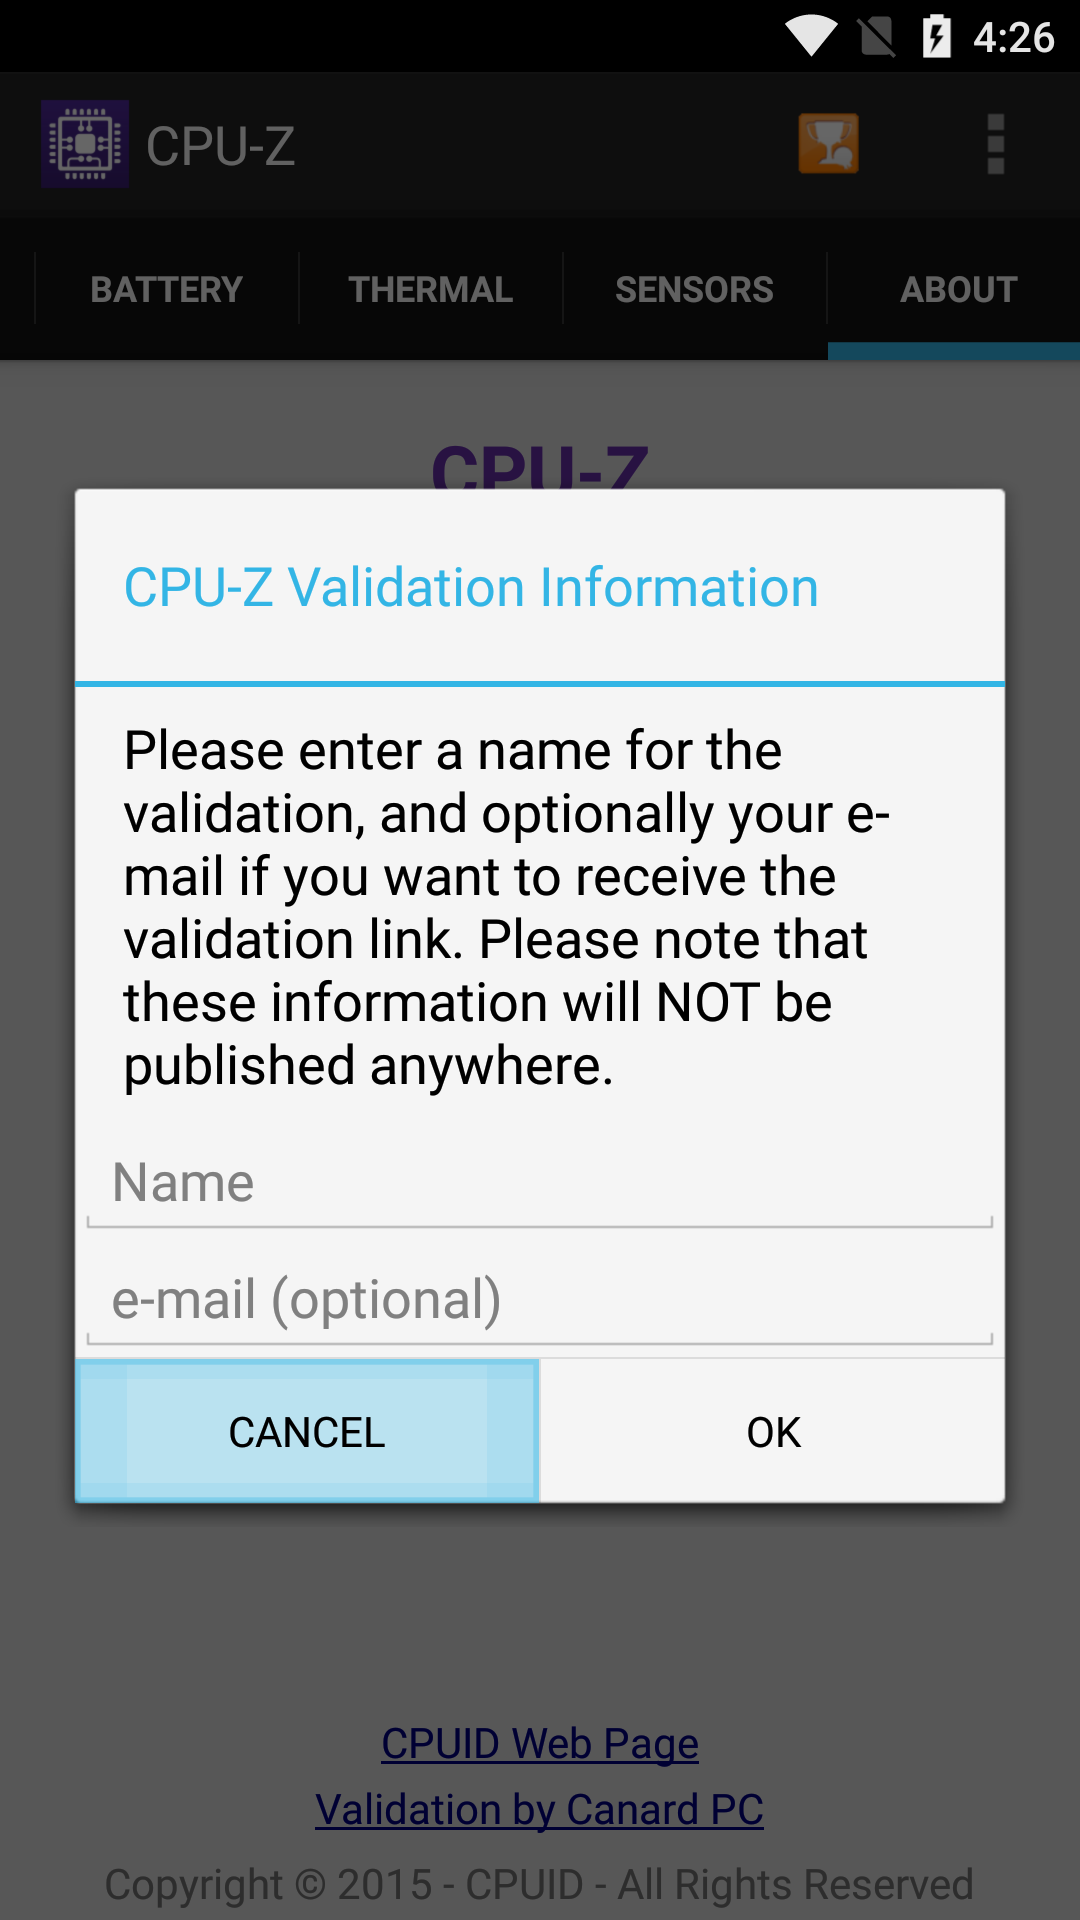 4:26
CPU-Z
BATTERY THERMAL SENSORS ABOUT
CPU-Z
CPU-Z Validation Information
Please enter a name for the
validation, and optionally your e-
mail if you want to receive the
validation link. Please note that
these information will NOT be
published anywhere.
Name
e-mail (optional)
CANCEL OK
CPUID Web Page
Validation by Canard PC
Copyright © 2015 - CPUID - All Rights Reserved